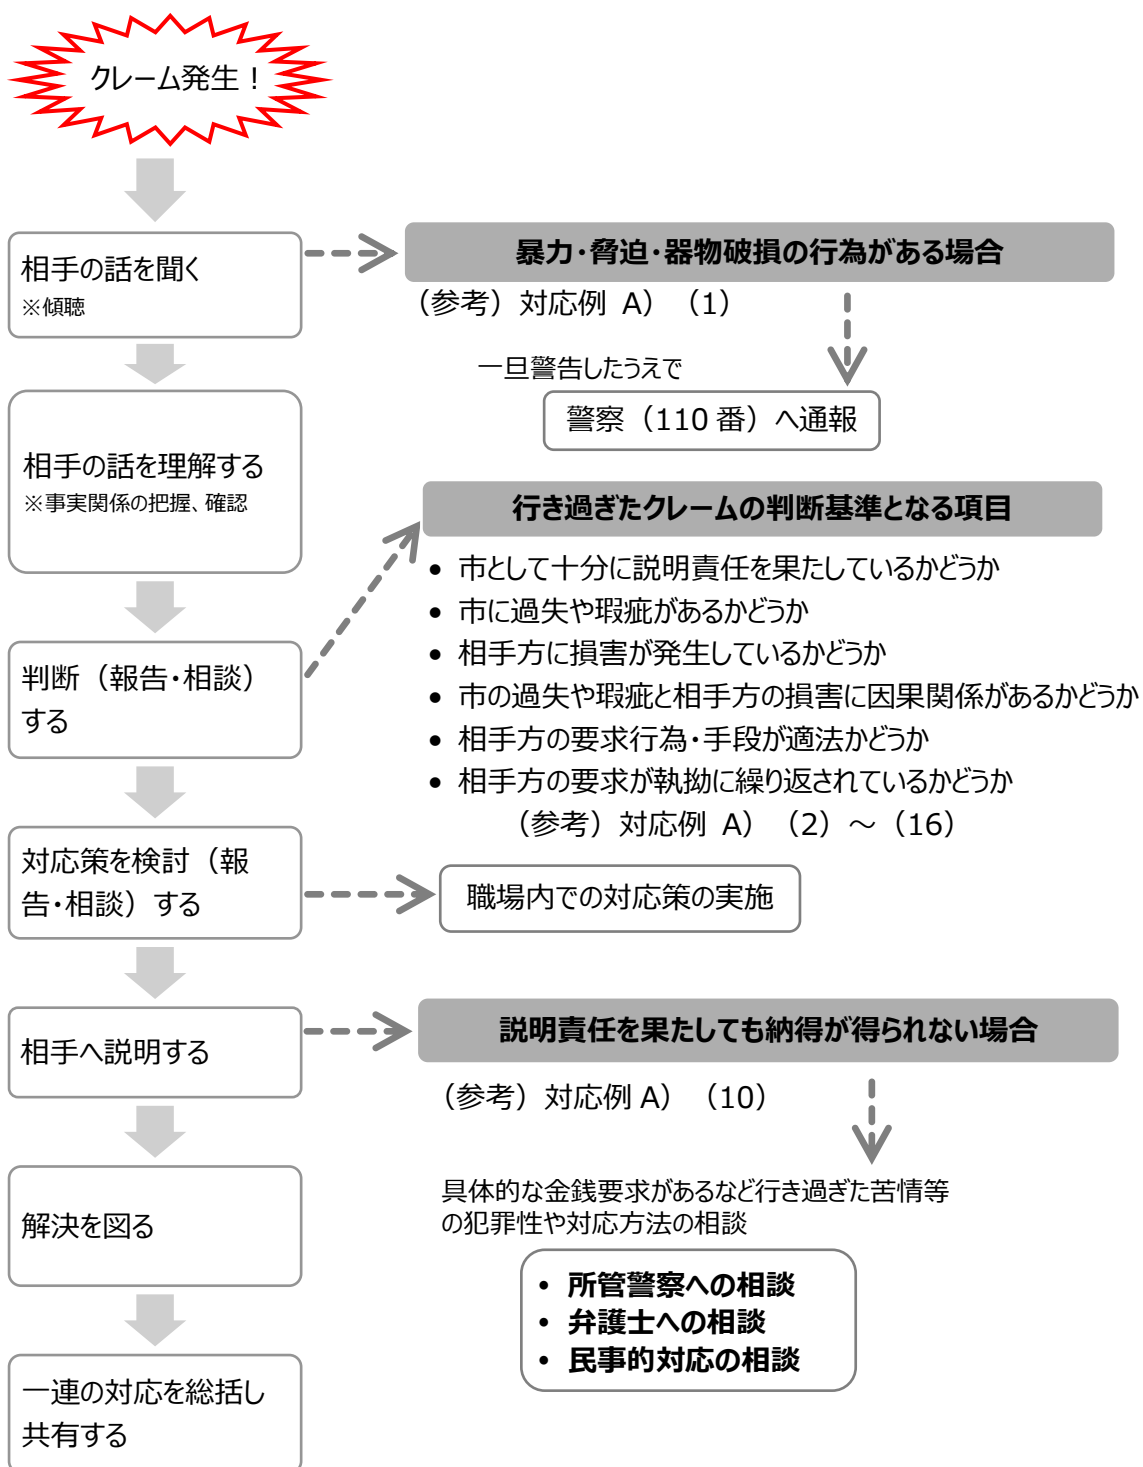 クレーム発生！
相手の話を聞く
※傾聴
暴力・脅迫・器物破損の行為がある場合
（参考）対応例 A）（1）
一旦警告したうえで
警察（110 番）へ通報
相手の話を理解する
※事実関係の把握、確認
行き過ぎたクレームの判断基準となる項目
• 市として十分に説明責任を果たしているかどうか
• 市に過失や瑕疵があるかどうか
• 相手方に損害が発生しているかどうか
• 市の過失や瑕疵と相手方の損害に因果関係があるかどうか
• 相手方の要求行為・手段が適法かどうか
• 相手方の要求が執拗に繰り返されているかどうか
（参考）対応例 A）（2）～（16）
判断（報告・相談）
する
対応策を検討（報
告・相談）する
職場内での対応策の実施
相手へ説明する
説明責任を果たしても納得が得られない場合
（参考）対応例 A）（10）
具体的な金銭要求があるなど行き過ぎた苦情等
の犯罪性や対応方法の相談
• 所管警察への相談
• 弁護士への相談
• 民事的対応の相談
解決を図る
一連の対応を総括し
共有する